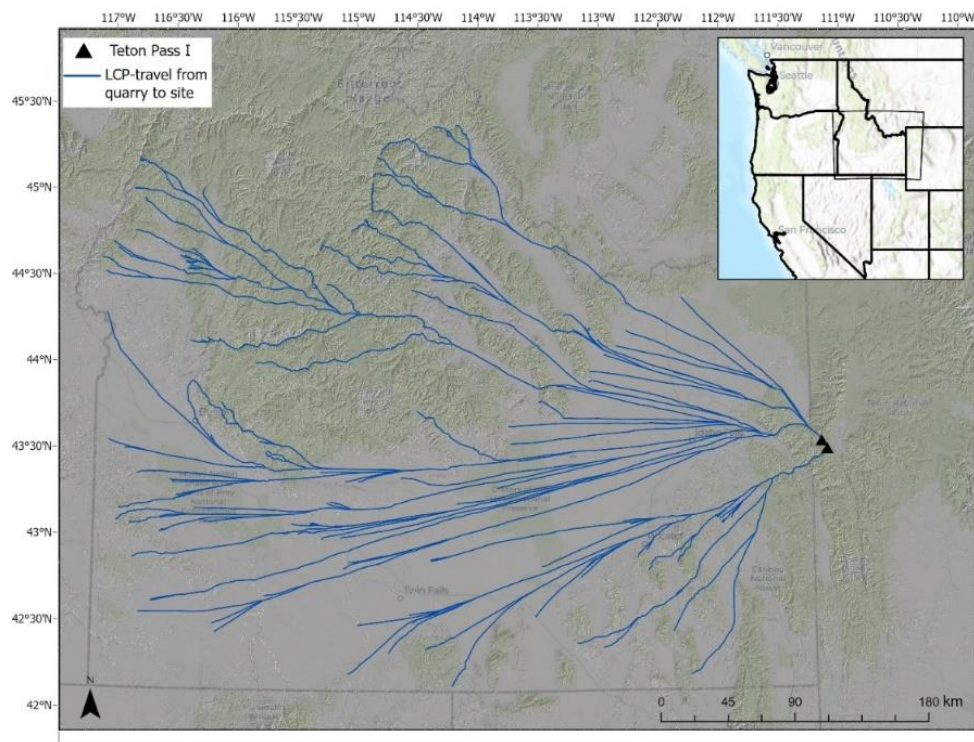 117°W
116°30'W
116°W
115°30'W
115°W
114°30'W
114°W
113°30'W
113°W
112°30'W
112°W
111°30'W
111°W
110°30'W
110°
Teton Pass I
LCP-travel from
quarry to site
Vancouver
Seattle
San Francisco
45°30'N
45°N
44°30'N
44°N
43°30'N
43°N
Twin Falls
42°30'N
42°N
N
0 45 90 180 km